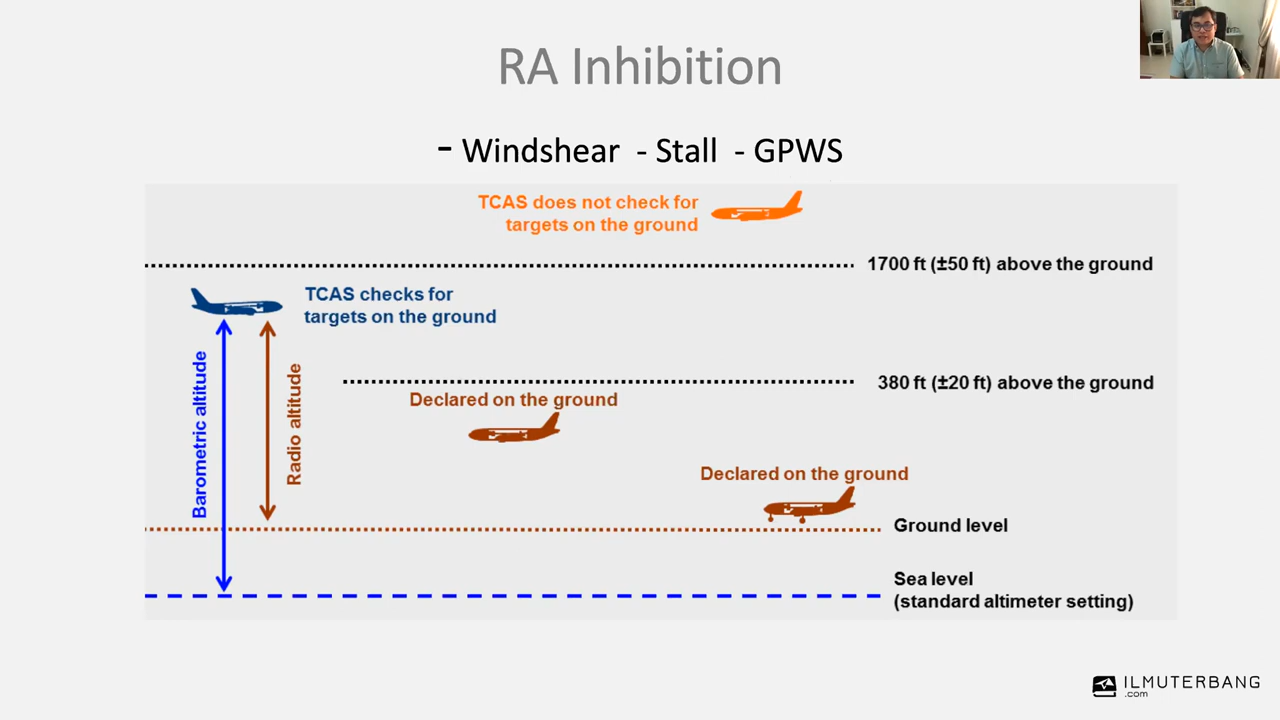 RA Inhibition
- Windshear - Stall - GPWS
TCAS does not check for
targets on the ground
1700 ft (±50 ft) above the ground
TCAS checks for
targets on the ground
Barometric altitude
Radio altitude
380 ft (±20 ft) above the ground
Declared on the ground
Declared on the ground
Ground level
Sea level
(standard altimeter setting)
ILMUTERBANG
.com